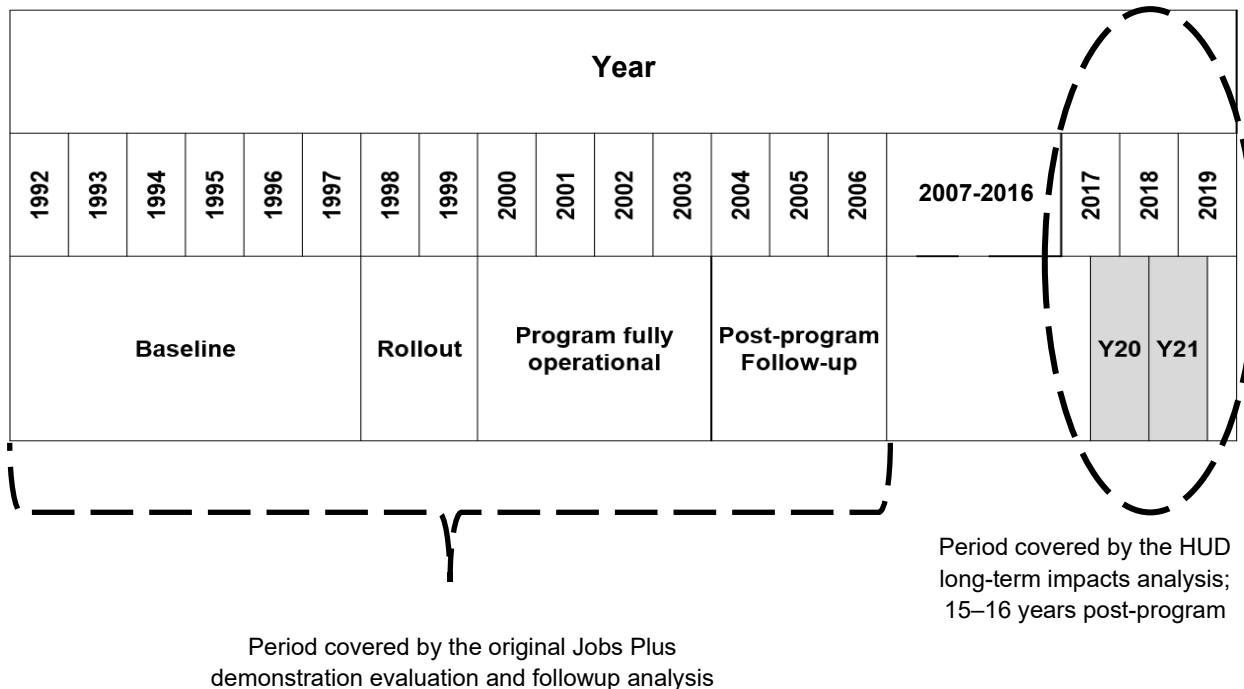 Year
1992 1993 1994 1995 1996 1997 1998 1999 2000 2001 2002 2003 2004 2005 2006 2007-2016 2017 2018 2019
Baseline
Rollout
Program fully
operational
Post-program
Follow-up
Y20
Y21
Period covered by the HUD
long-term impacts analysis;
15–16 years post-program
Period covered by the original Jobs Plus
demonstration evaluation and followup analysis